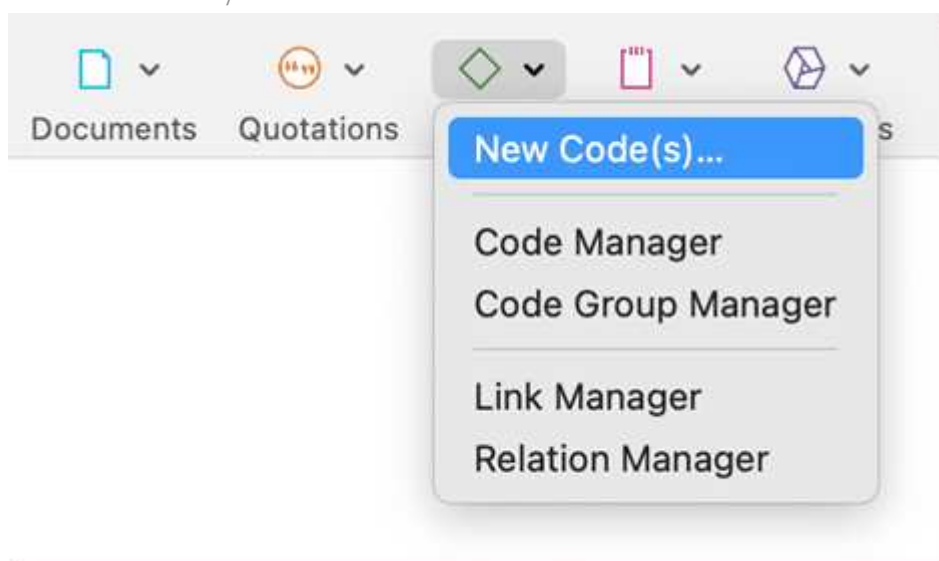 Documents
Quotations
s
New Code(s)...
Code Manager
Code Group Manager
Link Manager
Relation Manager